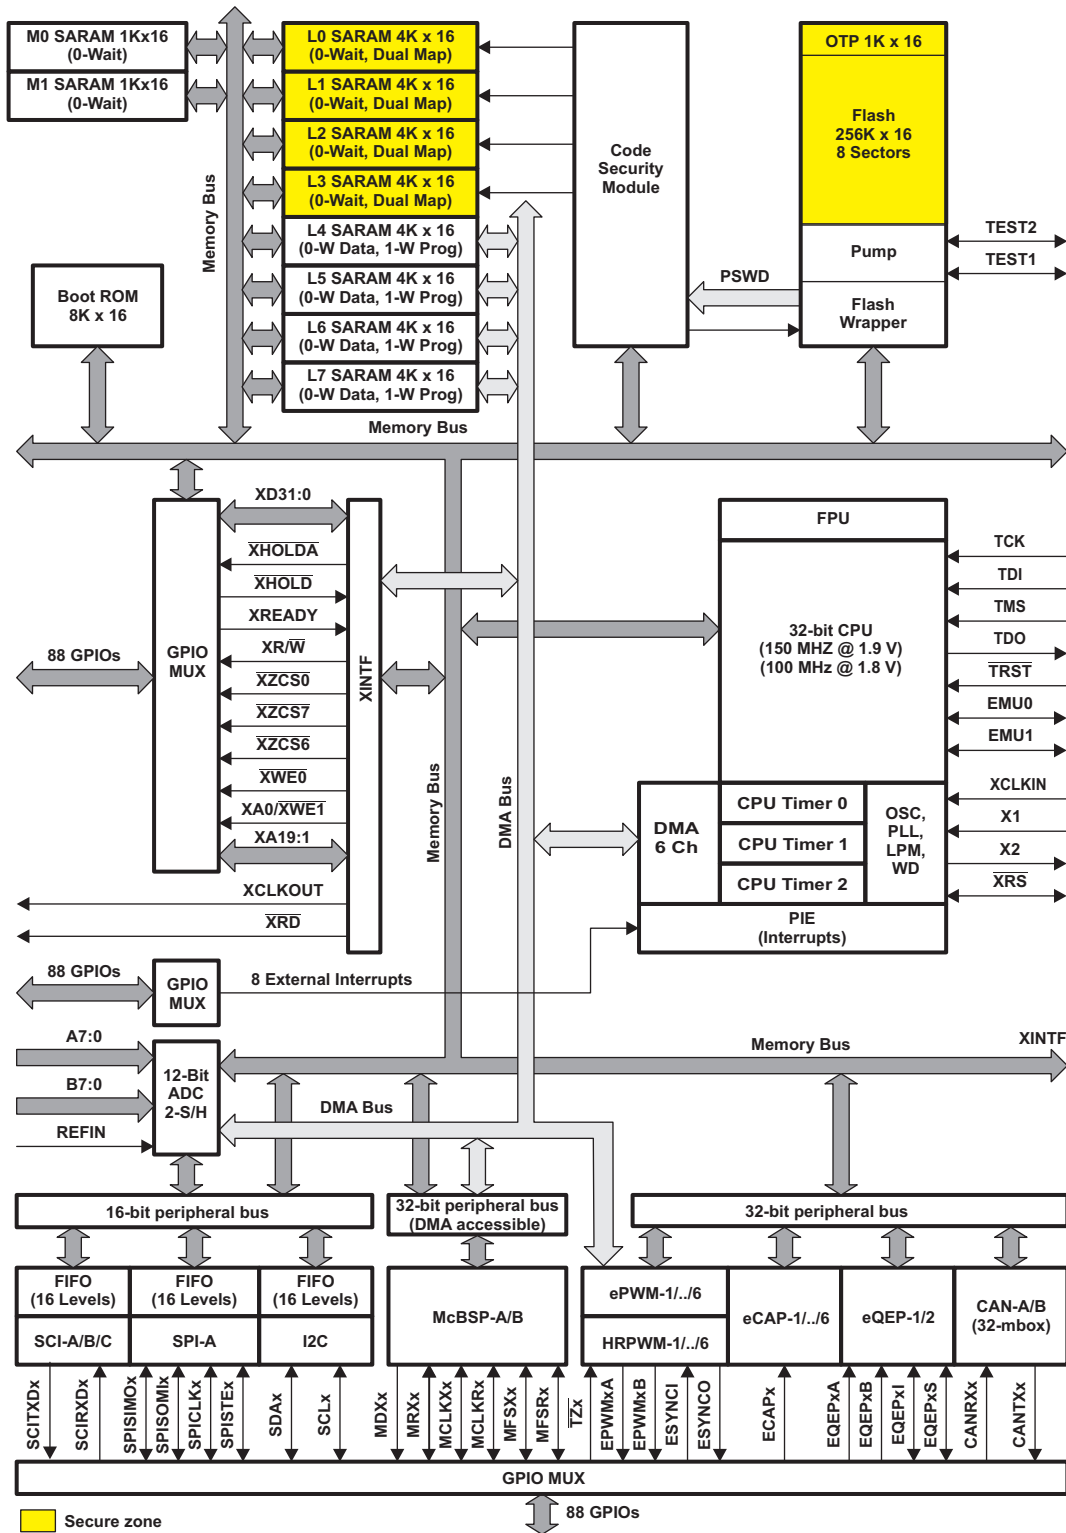 M0 SARAM 1Kx16
(0-Wait)
M1 SARAM 1Kx16
(0-Wait)
L0 SARAM 4K x 16
(0-Wait, Dual Map)
L1 SARAM 4K x 16
(0-Wait, Dual Map)
L2 SARAM 4K x 16
(0-Wait, Dual Map)
L3 SARAM 4K x 16
(0-Wait, Dual Map)
L4 SARAM 4K x 16
(0-W Data, 1-W Prog)
L5 SARAM 4K x 16
(0-W Data, 1-W Prog)
L6 SARAM 4K x 16
(0-W Data, 1-W Prog)
L7 SARAM 4K x 16
(0-W Data, 1-W Prog)
Memory Bus
Boot ROM
8K x 16
Code
Security
Module
OTP 1K x 16
Flash
256K x 16
8 Sectors
Pump
Flash
Wrapper
TEST2
TEST1
PSWD
Memory Bus
XD31:0
XHOLDA
XHOLD
XREADY
XR/W
XZCS0
XZCS7
XZCS6
XWE0
XA0/XWE1
XA19:1
XCLKOUT
XRD
GPIO
MUX
88 GPIOs
XINTF
Memory Bus
DMA Bus
FPU
32-bit CPU
(150 MHZ @ 1.9 V)
(100 MHz @ 1.8 V)
TCK
TDI
TMS
TDO
TRST
EMU0
EMU1
XCLKIN
X1
X2
XRS
DMA
6 Ch
CPU Timer 0
CPU Timer 1
CPU Timer 2
OSC,
PLL,
LPM,
WD
PIE
(Interrupts)
88 GPIOs
GPIO
MUX
8 External Interrupts
A7:0
B7:0
REFIN
12-Bit
ADC
2-S/H
Memory Bus
XINTF
DMA Bus
16-bit peripheral bus
32-bit peripheral bus
(DMA accessible)
32-bit peripheral bus
FIFO
(16 Levels)
SCI-A/B/C
FIFO
(16 Levels)
SPI-A
FIFO
(16 Levels)
I2C
McBSP-A/B
ePWM-1/../6
HRPWM-1/../6
eCAP-1/../6
eQEP-1/2
CAN-A/B
(32-mbox)
SCITXDx
SCIRXDx
SPISIMOx
SPISOMIx
SPICLKx
SPISTEx
SDAx
SCLx
MDXx
MRXx
MCLKXx
MCLKRx
MFSXx
MFSRx
TZx
EPWMxA
EPWMxB
ESYNCI
ESYNCO
ECAPx
EQEPxA
EQEPxB
EQEPxI
EQEPxS
CANRXx
CANTXx
GPIO MUX
88 GPIOs
Secure zone